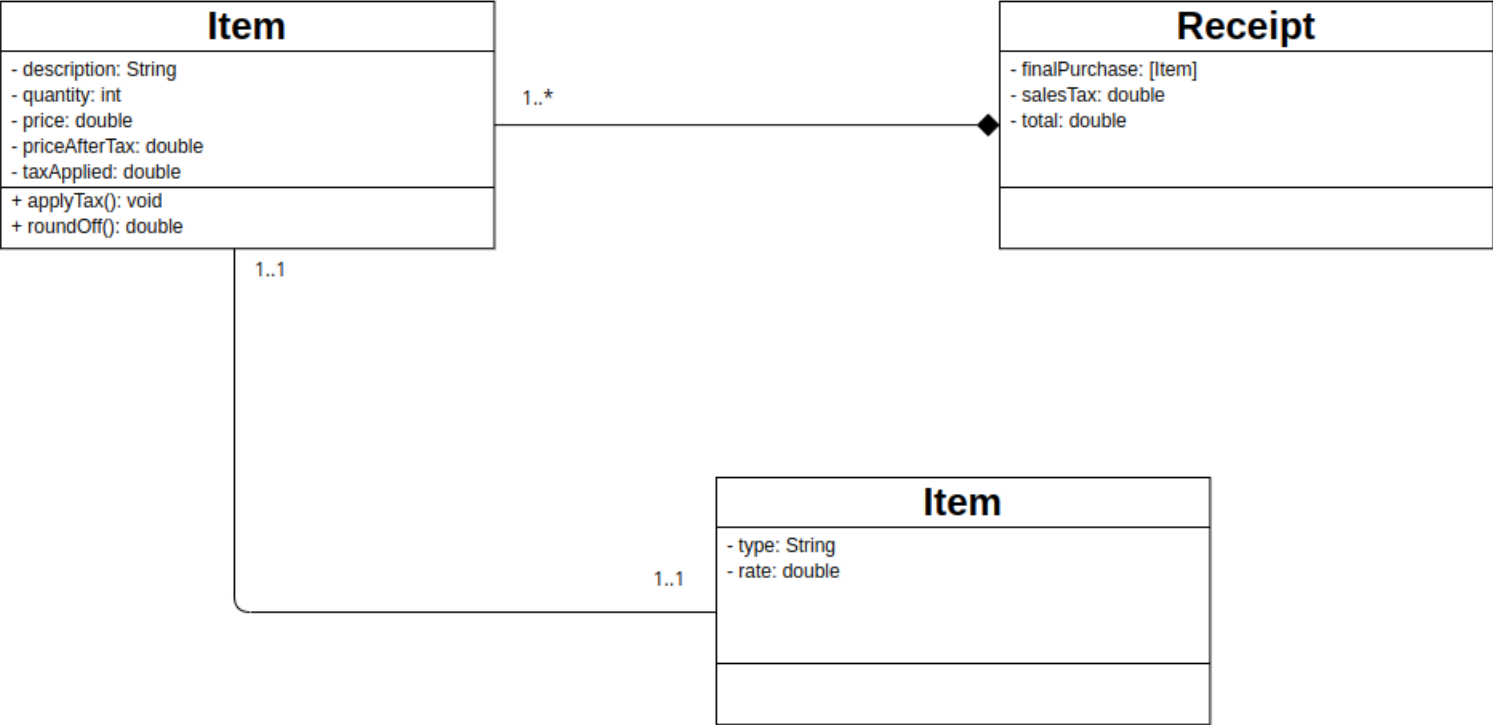 Item
- description: String
- quantity: int
- price: double
- priceAfterTax: double
- taxApplied: double
+ applyTax(): void
+ roundOff(): double
1..*
Receipt
- finalPurchase: [Item]
- salesTax: double
- total: double
1..1
1..1
Item
- type: String
- rate: double